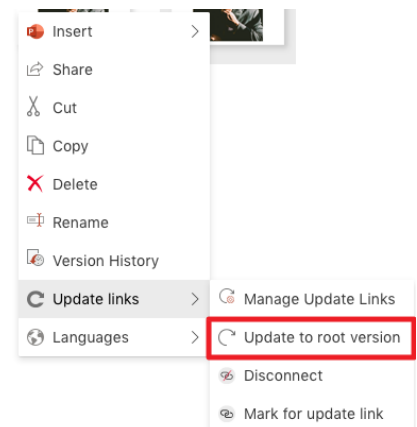 Insert
Share
Cut
Copy
Delete
Rename
Version History
Update links
Languages
Manage Update Links
Update to root version
Disconnect
Mark for update link